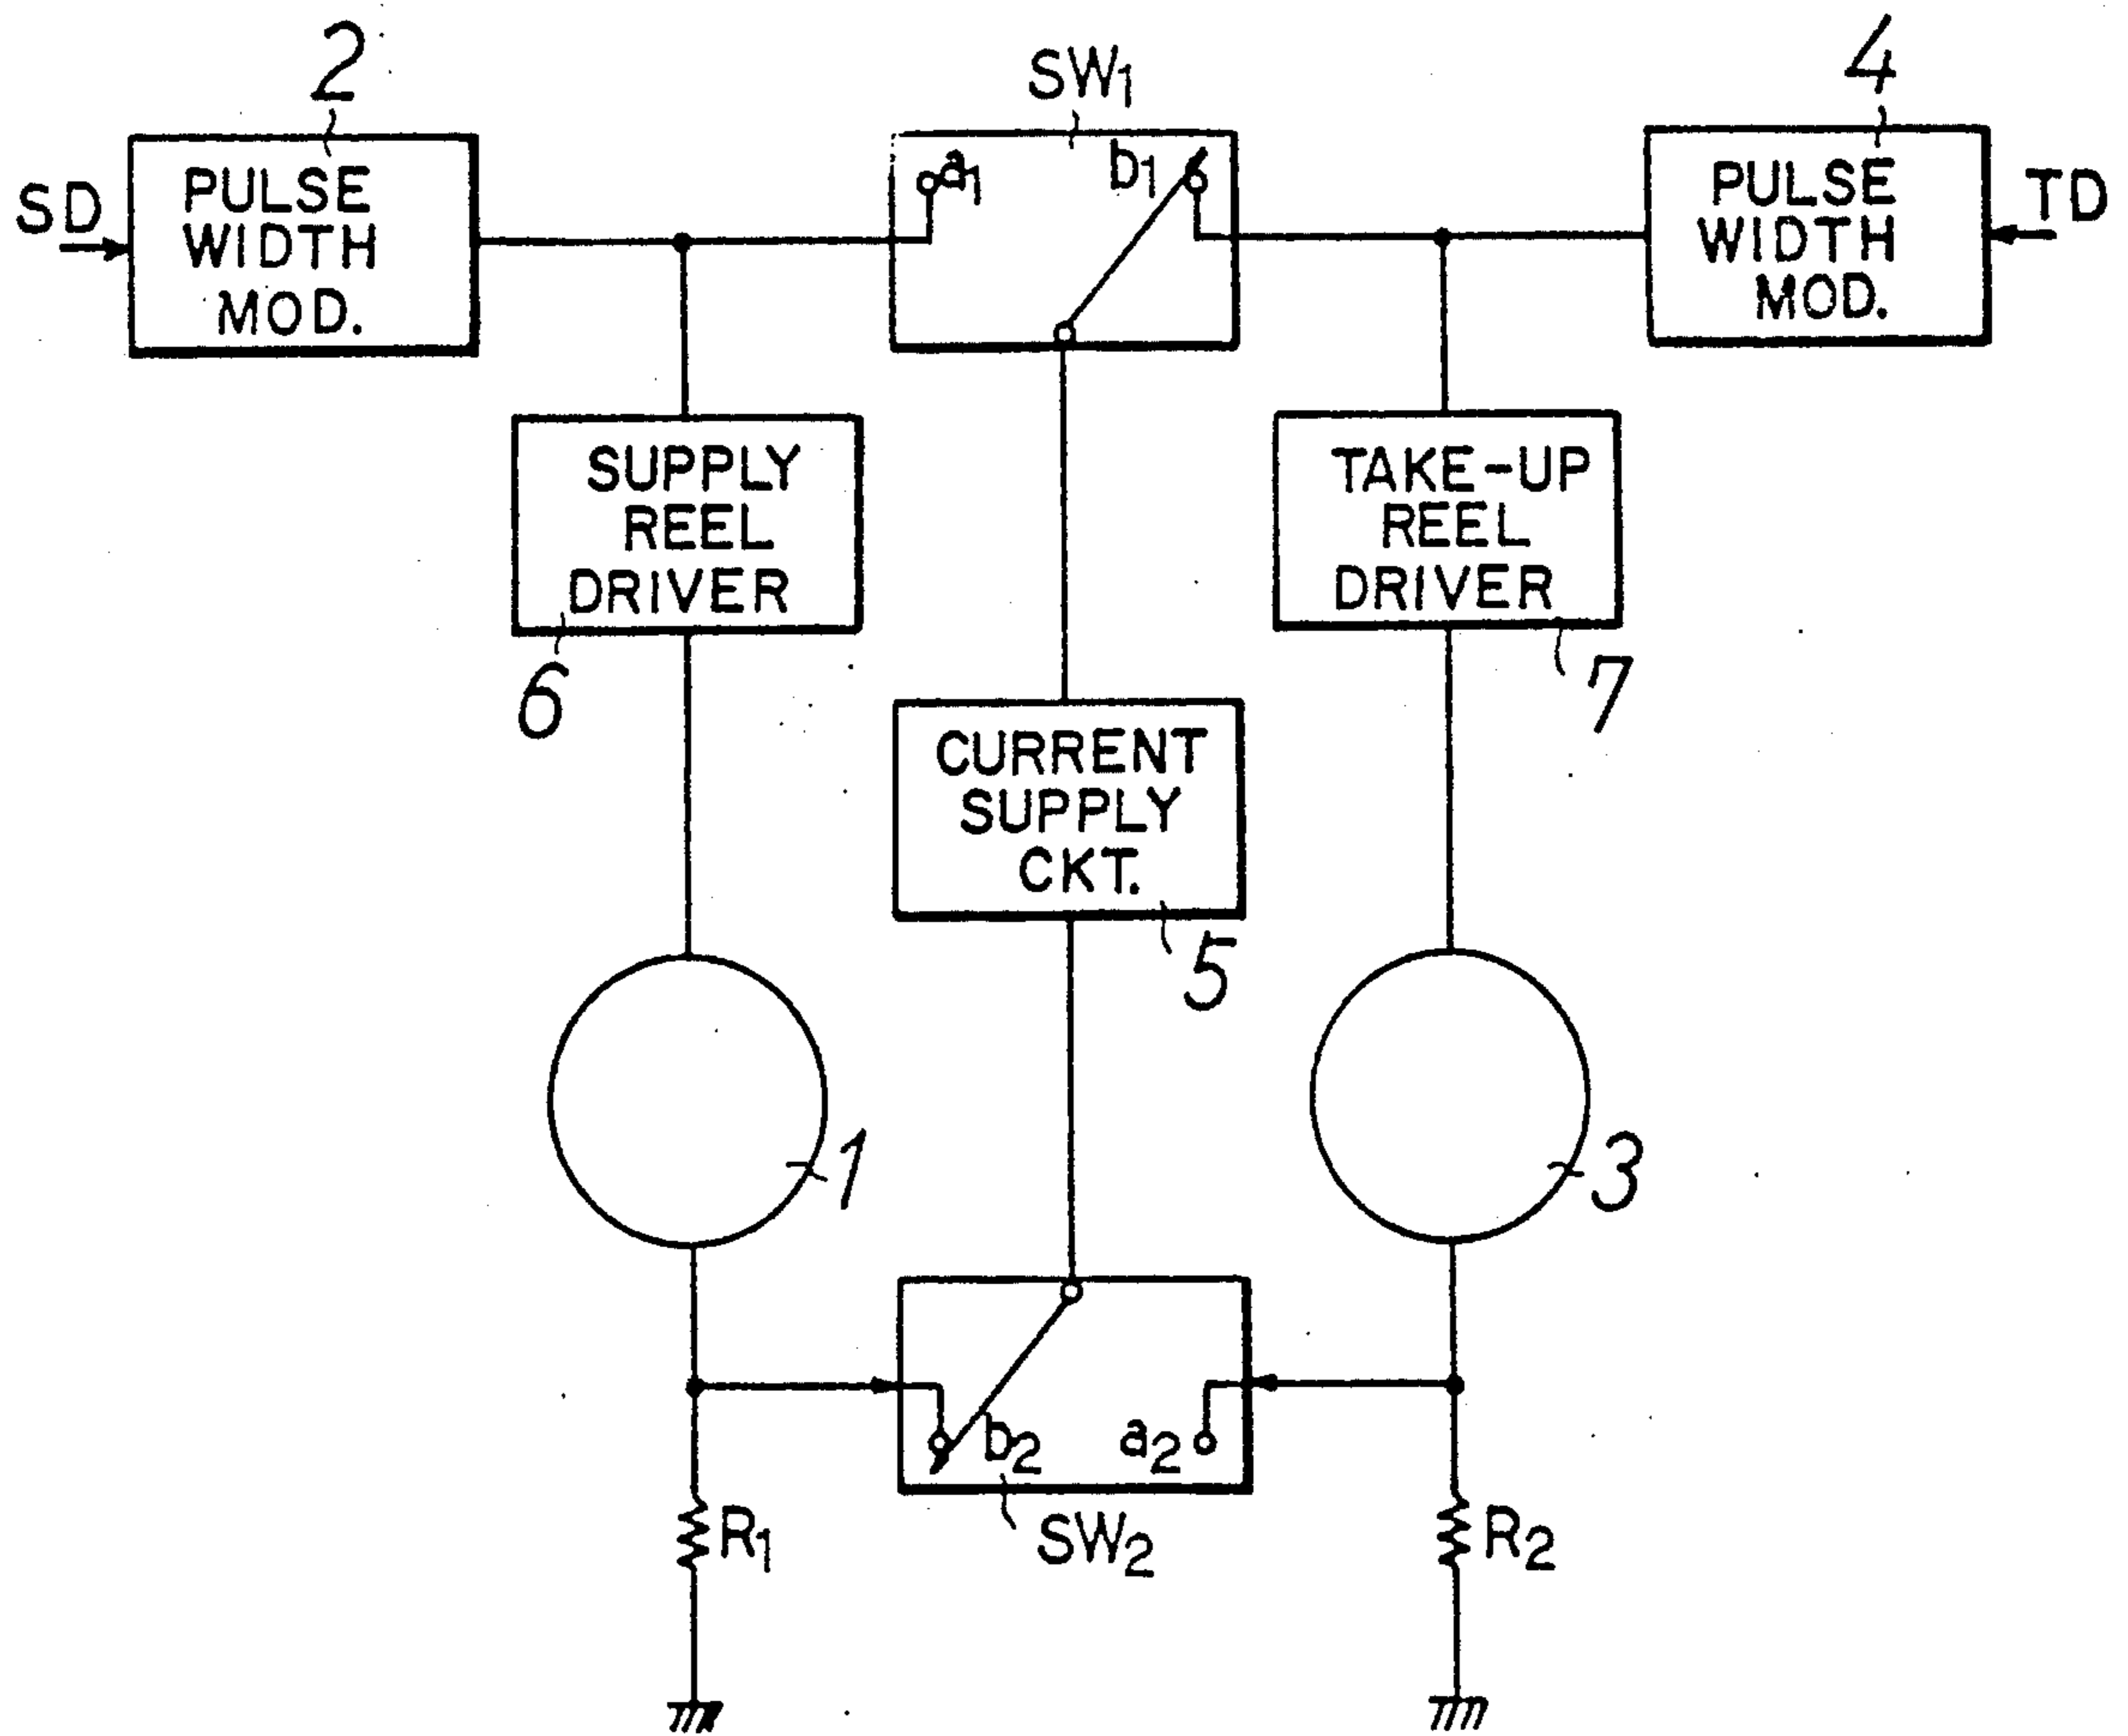 2
SW1
4
SD
PULSE
WIDTH
MOD.
a1
b1
PULSE
WIDTH
MOD.
TD
SUPPLY
REEL
DRIVER
6
TAKE-UP
REEL
DRIVER
7
CURRENT
SUPPLY
CKT.
5
1
3
b2
a2
SW2
R1
R2